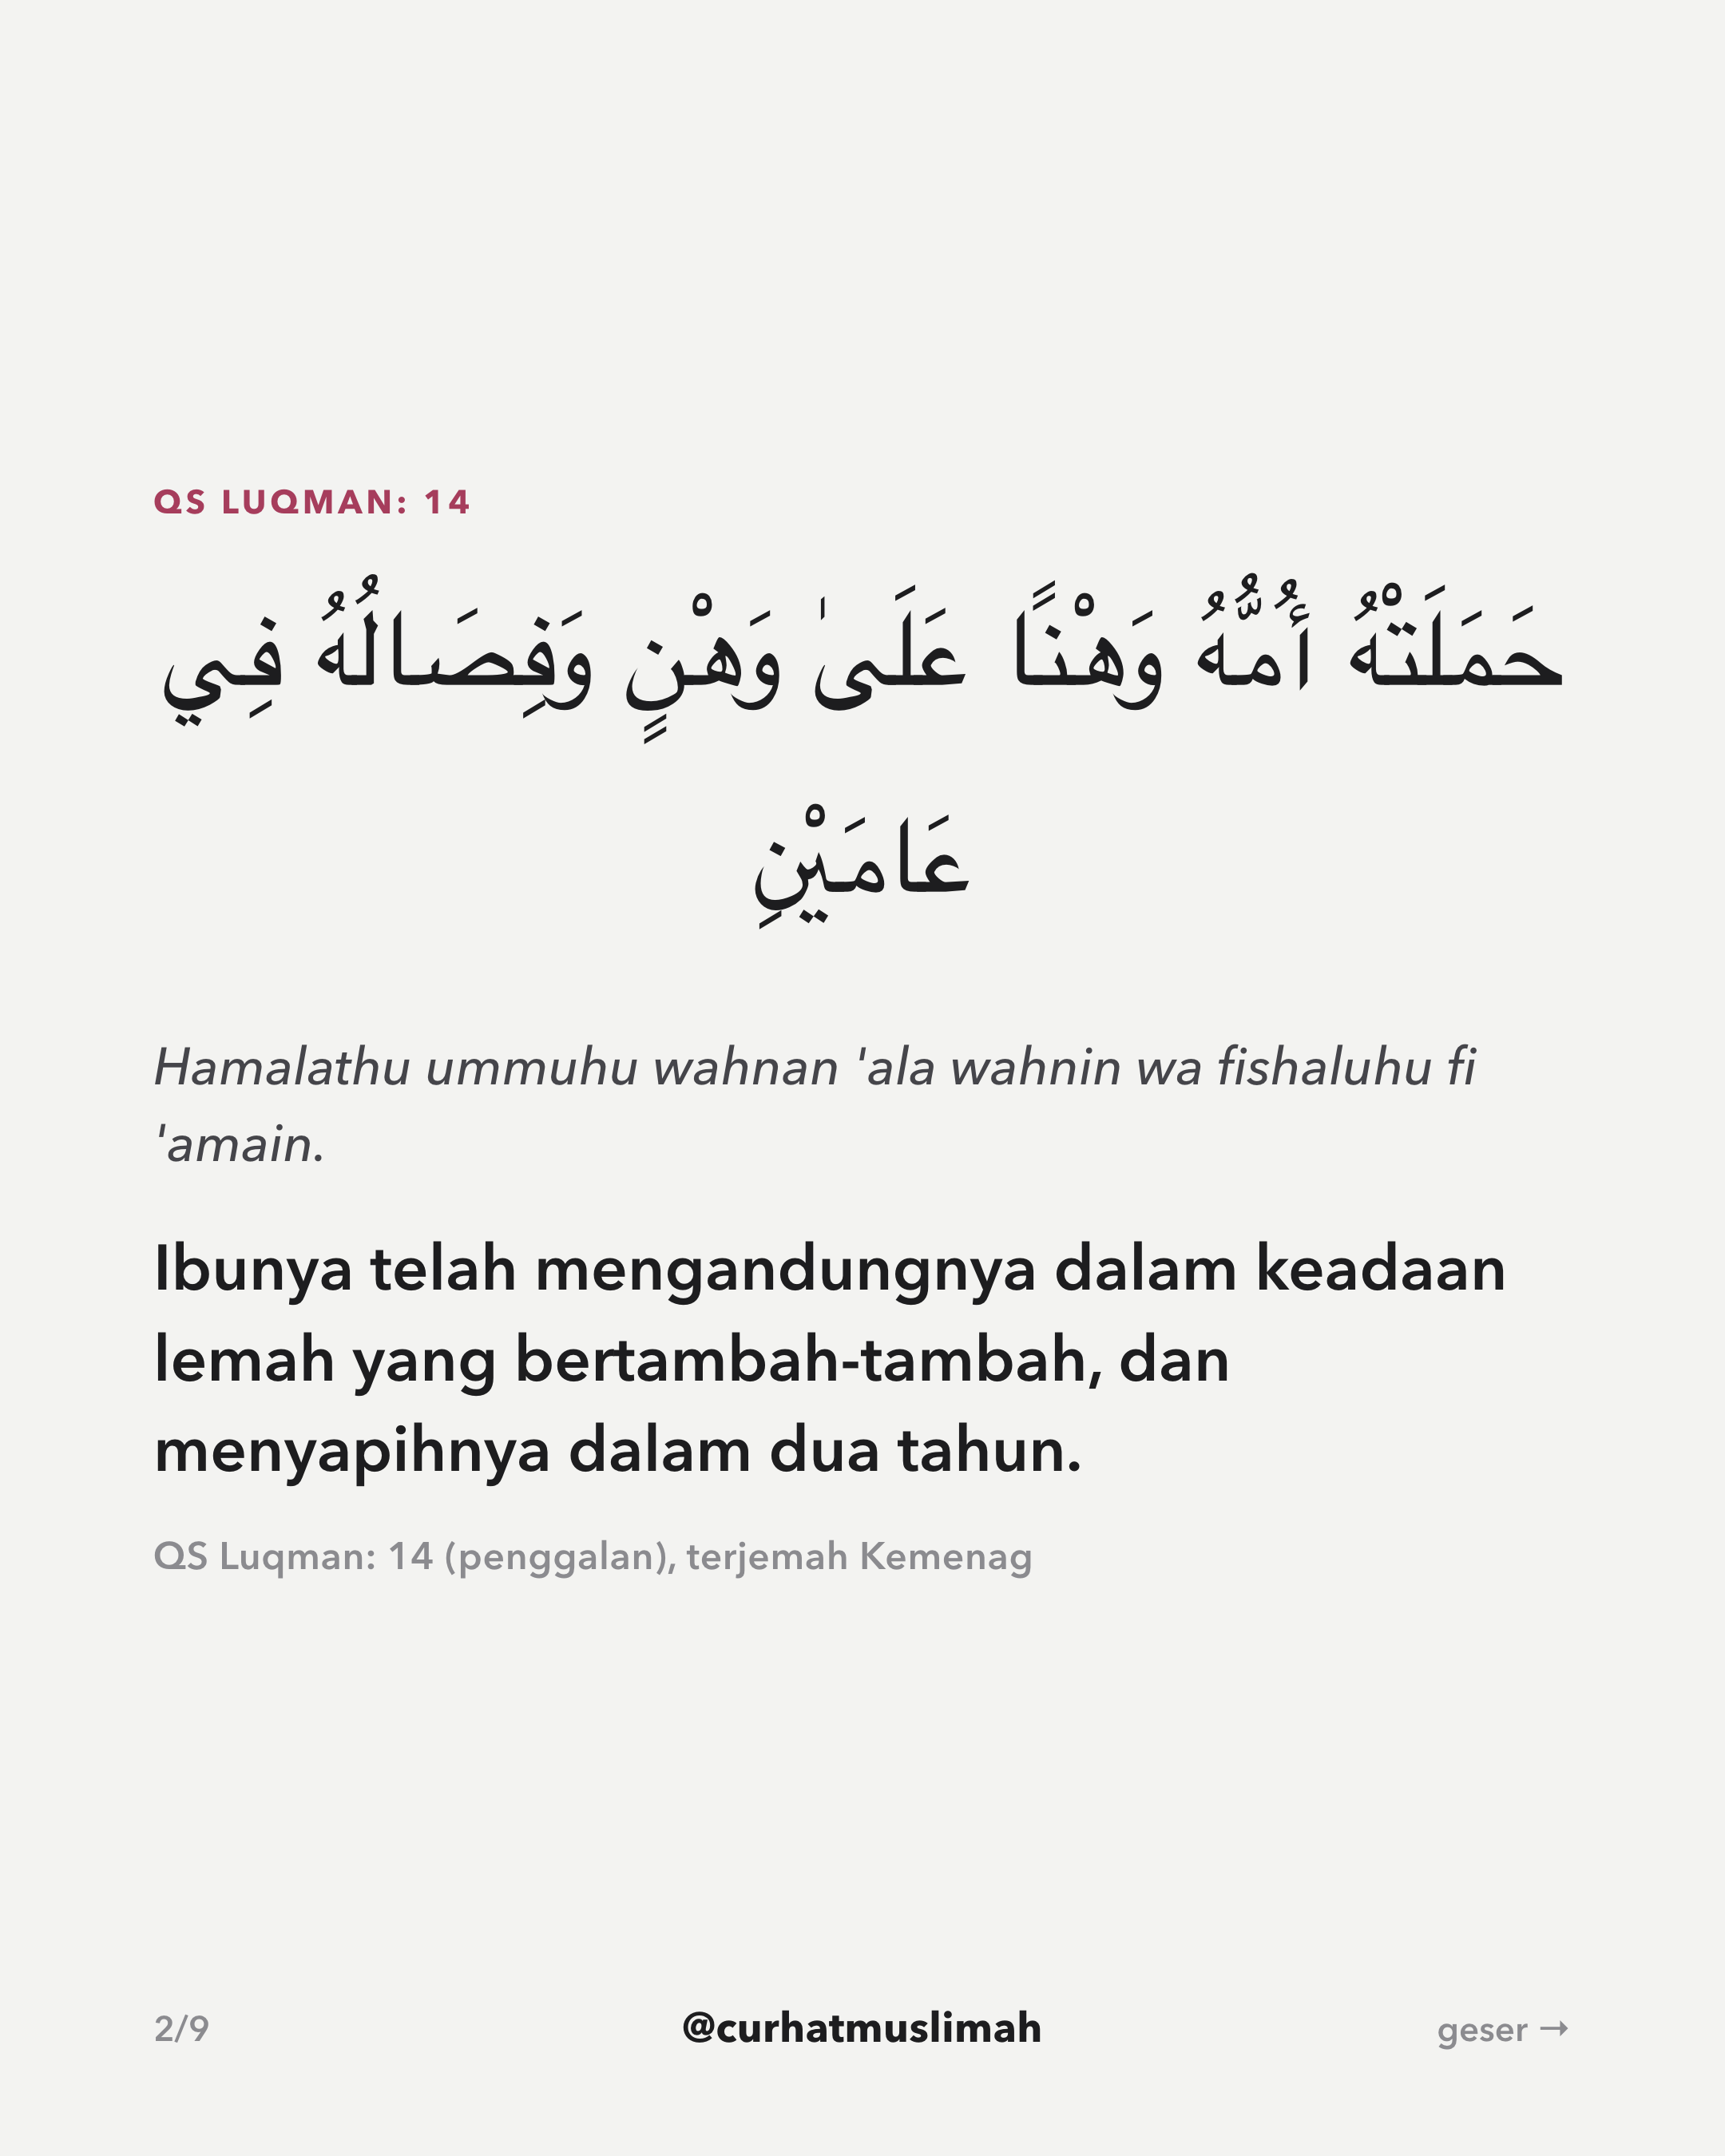 QS LUQMAN: 14
حَمَلَتْهُ أُمُّهُ وَهْنًا عَلَىٰ وَهْنٍ وَفِصَالُهُ فِي
عَامَيْنِ
Hamalathu ummuhu wahnan 'ala wahnin wa fishaluhu fi
'amain.
Ibunya telah mengandungnya dalam keadaan
lemah yang bertambah-tambah, dan
menyapihnya dalam dua tahun.
QS Luqman: 14 (penggalan), terjemah Kemenag
2/9
@curhatmuslimah
geser →